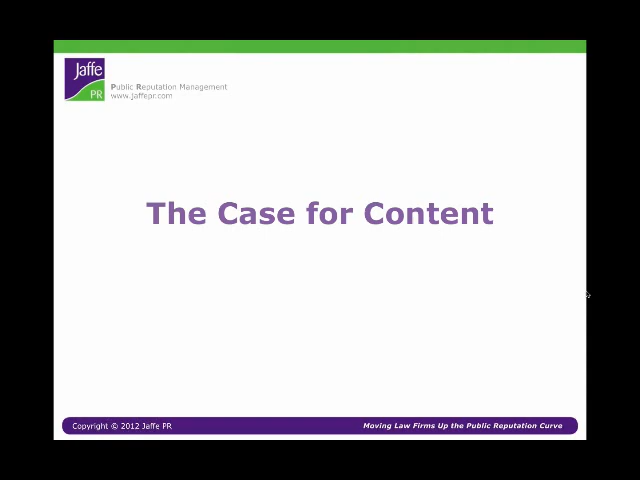 Jaffe
PR
Public Reputation Management
www.jaffepr.com
The Case for Content
Copyright © 2012 Jaffe PR
Moving Law Firms Up the Public Reputation Curve